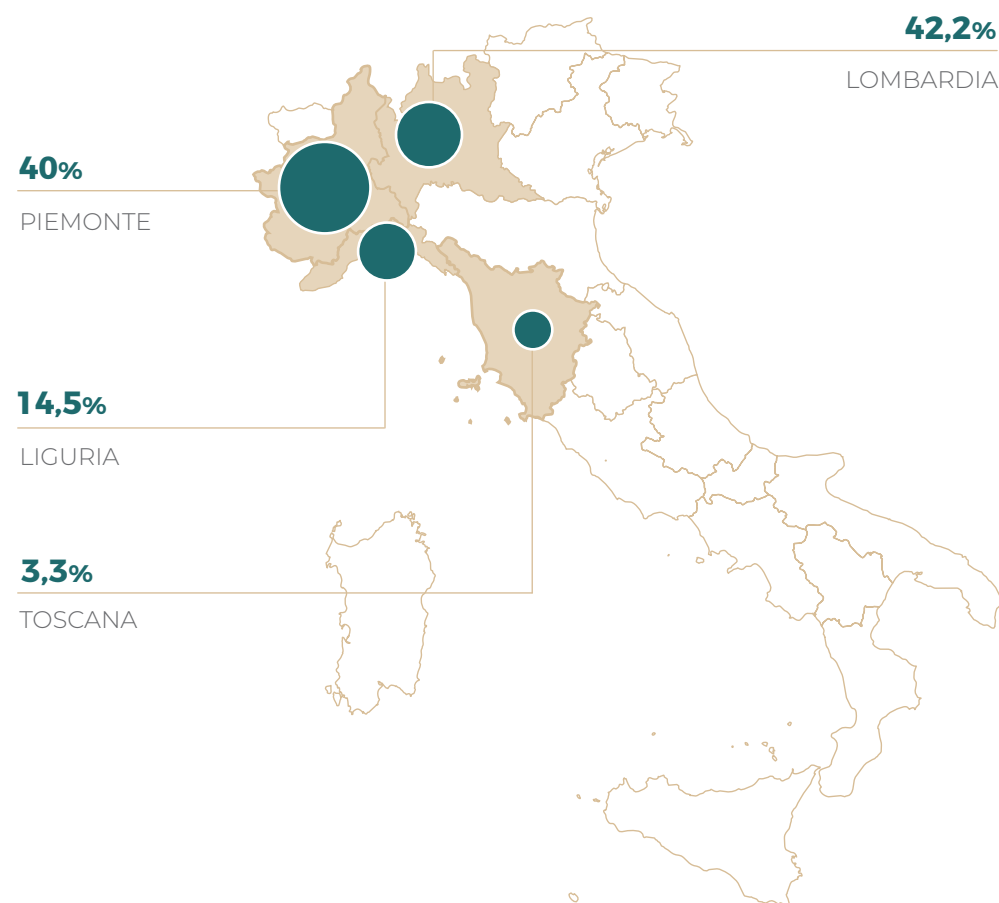 42,2%
LOMBARDIA
40%
PIEMONTE
14,5%
LIGURIA
3,3%
TOSCANA